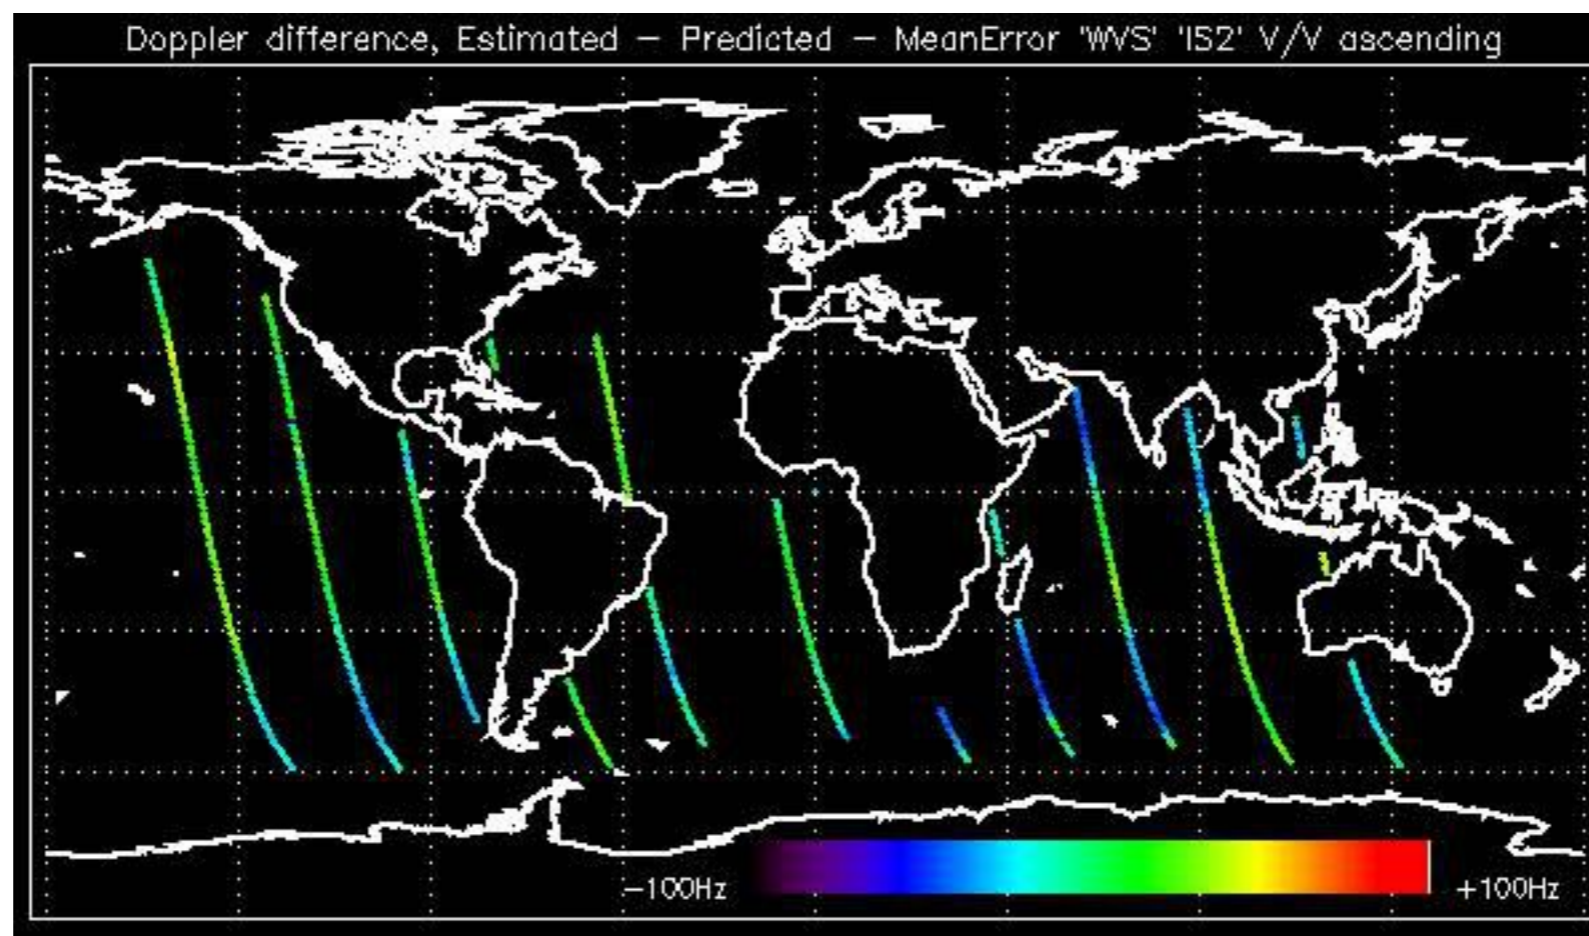 Doppler difference, Estimated – Predicted – MeanError 'WVS' 'IS2' V/V ascending
–100Hz +100Hz